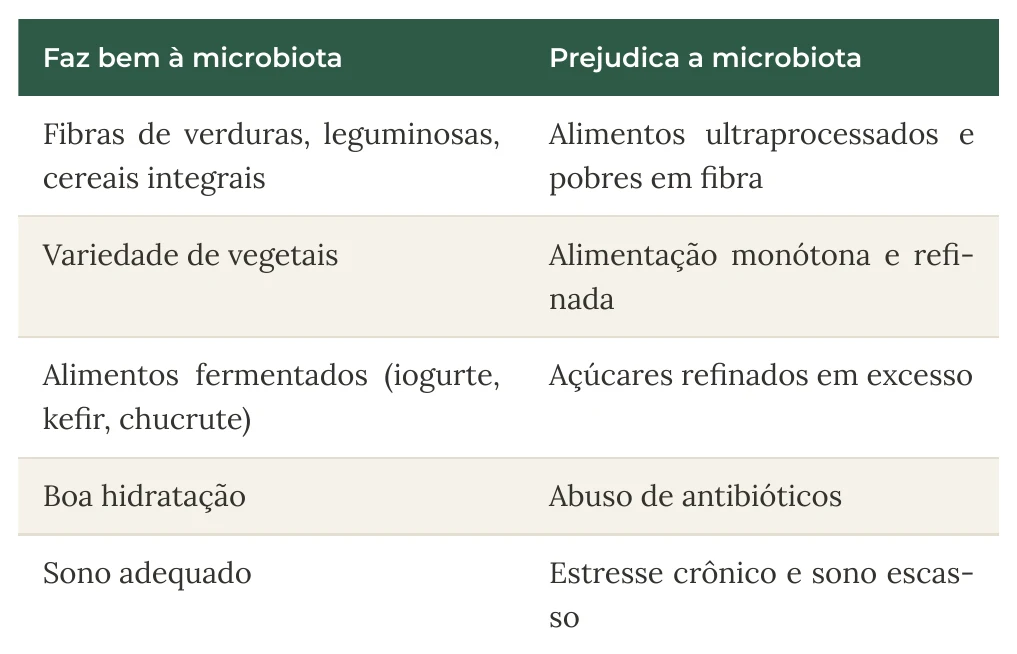 Faz bem à microbiota
Prejudica a microbiota
Fibras de verduras, leguminosas,
cereais integrais
Alimentos ultraprocessados e
pobres em fibra
Variedade de vegetais
Alimentação monótona e refi-
nada
Alimentos fermentados (iogurte,
kefir, chucrute)
Açúcares refinados em excesso
Boa hidratação
Abuso de antibióticos
Sono adequado
Estresse crônico e sono escas-
so